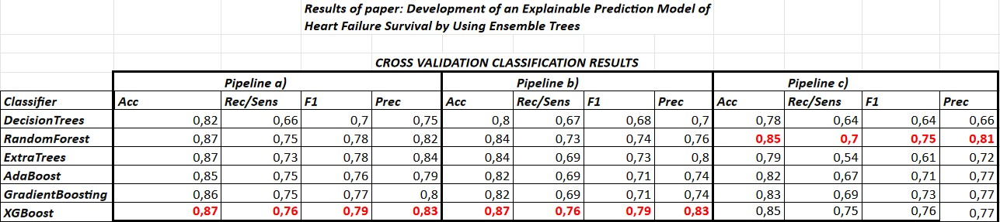 Results of paper: Development of an Explainable Prediction Model of
Heart Failure Survival by Using Ensemble Trees
CROSS VALIDATION CLASSIFICATION RESULTS
Pipeline a) Pipeline b) Pipeline c)
Classifier Acc Rec/Sens F1 Prec Acc Rec/Sens F1 Prec Acc Rec/Sens F1 Prec
DecisionTrees 0,82 0,66 0,7 0,75 0,8 0,67 0,68 0,7 0,78 0,64 0,64 0,66
RandomForest 0,87 0,75 0,78 0,82 0,84 0,73 0,74 0,76 0,85 0,7 0,75 0,81
ExtraTrees 0,87 0,73 0,78 0,84 0,84 0,69 0,73 0,8 0,79 0,54 0,61 0,72
AdaBoost 0,85 0,75 0,76 0,79 0,82 0,69 0,71 0,74 0,82 0,67 0,71 0,77
GradientBoosting 0,86 0,75 0,77 0,8 0,82 0,69 0,71 0,74 0,83 0,69 0,73 0,77
XGBoost 0,87 0,76 0,79 0,83 0,87 0,76 0,79 0,83 0,85 0,75 0,76 0,77